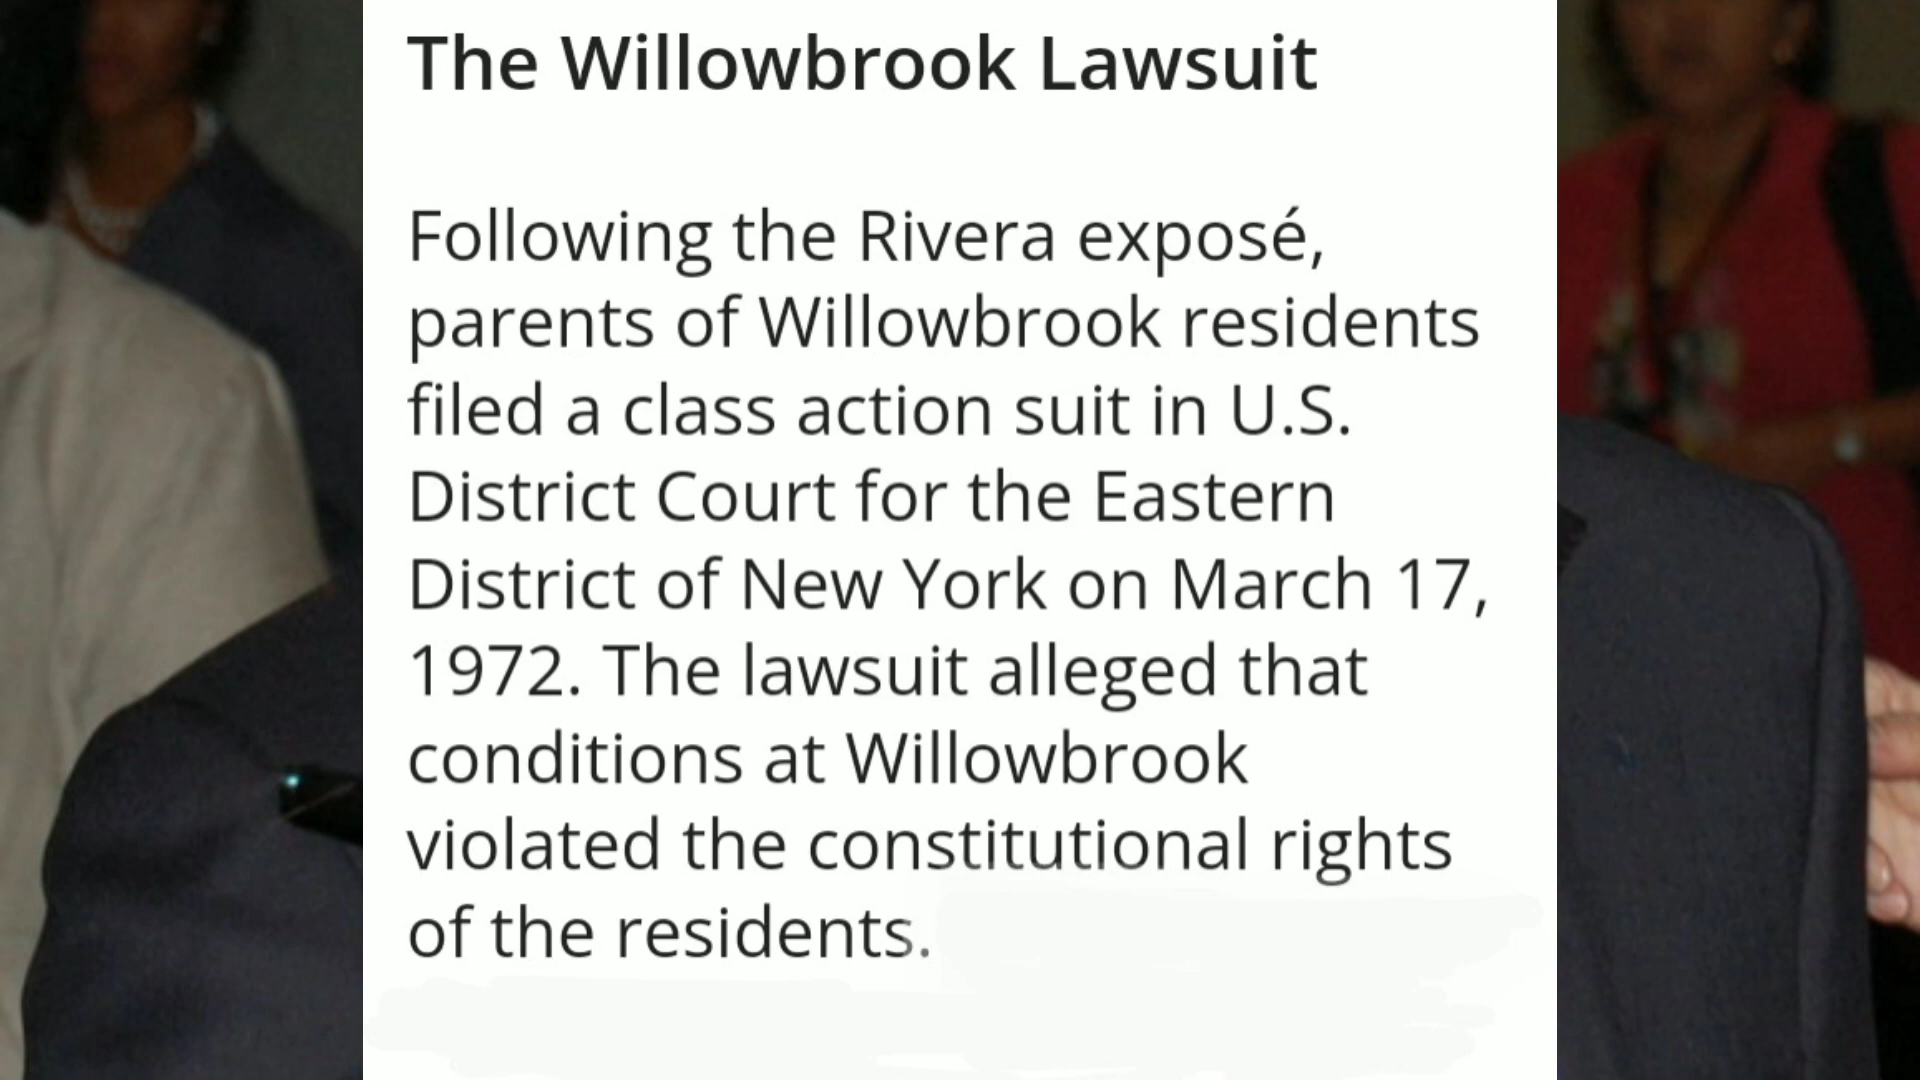 The Willowbrook Lawsuit
Following the Rivera exposé,
parents of Willowbrook residents
filed a class action suit in U.S.
District Court for the Eastern
District of New York on March 17,
1972. The lawsuit alleged that
conditions at Willowbrook
violated the constitutional rights
of the residents.